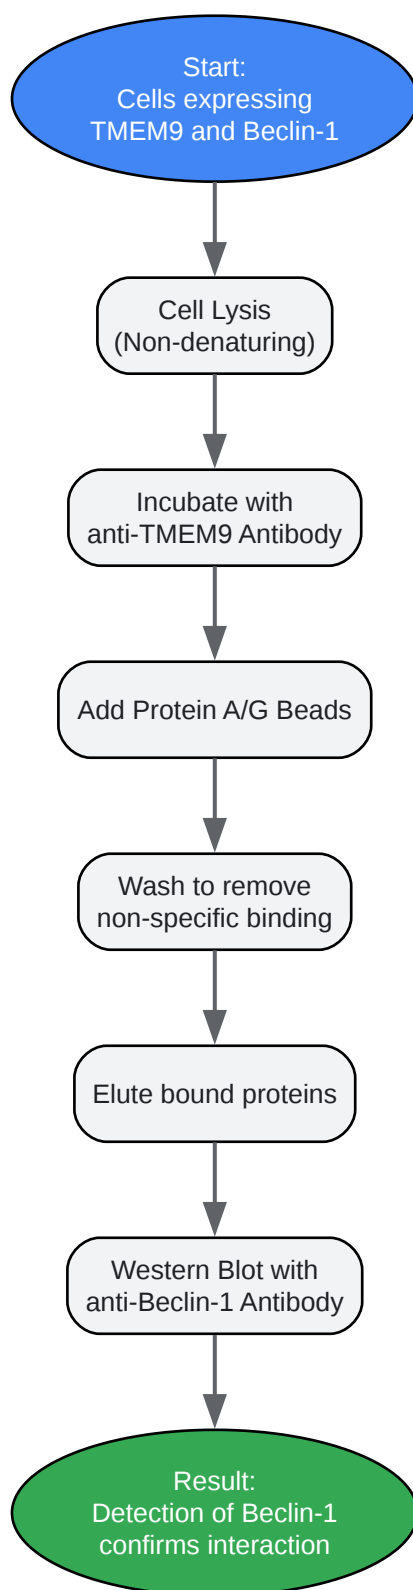 Start:
Cells expressing
TMEM9 and Beclin-1
Cell Lysis
(Non-denaturing)
Incubate with
anti-TMEM9 Antibody
Add Protein A/G Beads
Wash to remove
non-specific binding
Elute bound proteins
Western Blot with
anti-Beclin-1 Antibody
Result:
Detection of Beclin-1
confirms interaction